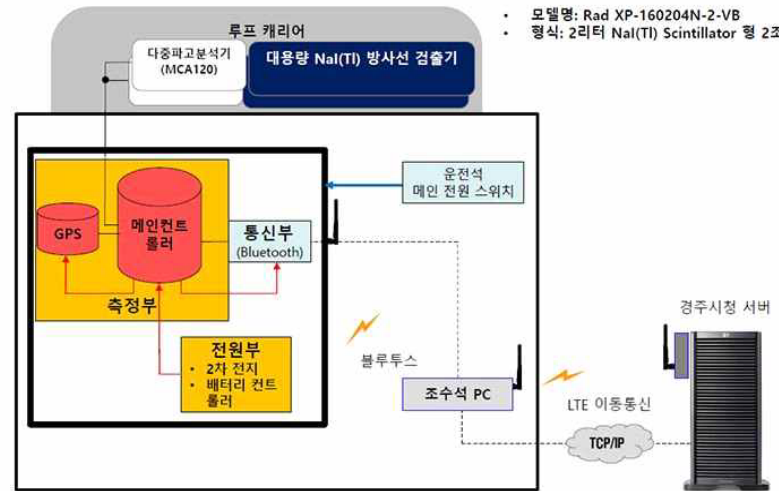 • 모델명: Rad XP-160204N-2-VB
• 형식: 2리터 NaI(Tl) Scintillator 형 2조
루프 캐리어
다중파고분석기
(MCA120)
대용량 NaI(Tl) 방사선 검출기
운전석
메인 전원 스위치
GPS
메인컨트
롤러
통신부
(Bluetooth)
측정부
전원부
• 2차 전지
• 배터리 컨트
롤러
블루투스
조수석 PC
경주시청 서버
LTE 이동통신
TCP/IP